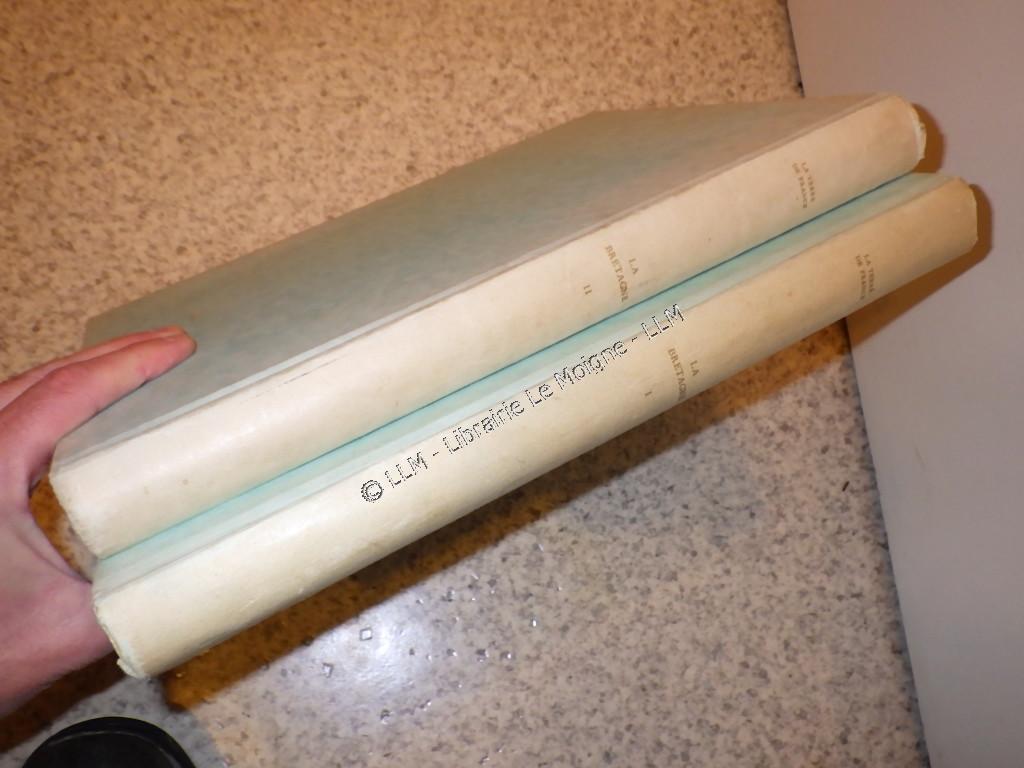 LA TERRE
DE FRANCE
LA
BRETAGNE
II
LA TERRE
DE FRANCE
LA
BRETAGNE
I
© LLM - Librairie Le Moigne - LLM